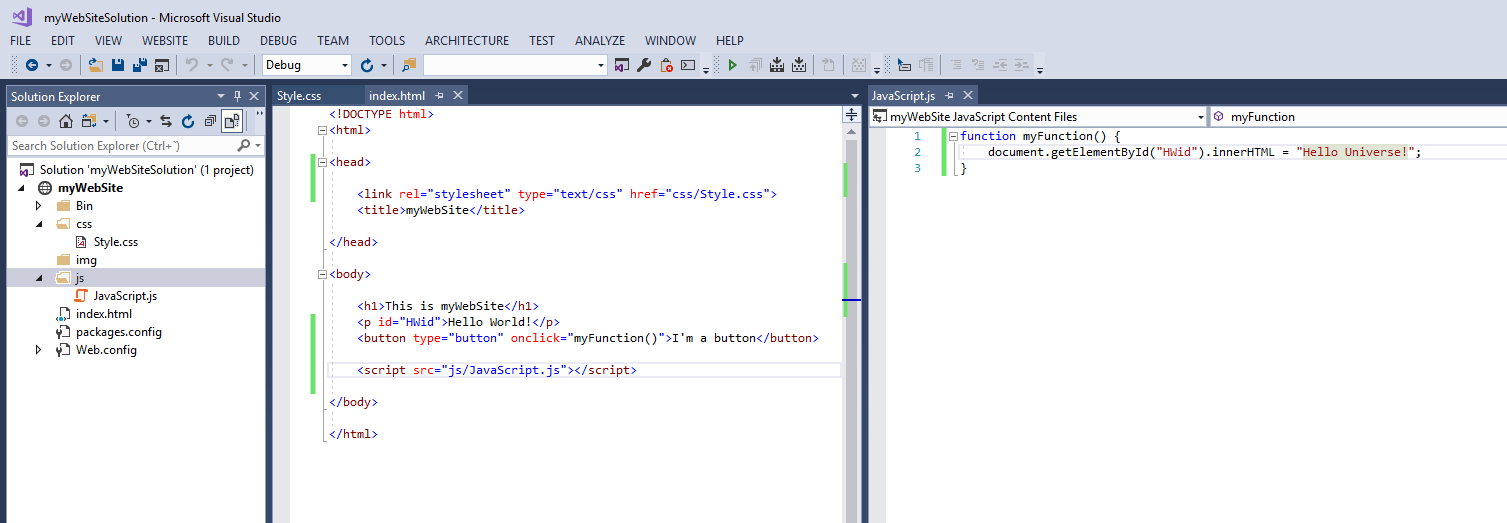 myWebSiteSolution - Microsoft Visual Studio
FILE EDIT VIEW WEBSITE BUILD DEBUG TEAM TOOLS ARCHITECTURE TEST ANALYZE WINDOW HELP
Debug
Solution Explorer
Search Solution Explorer (Ctrl+`)
Solution 'myWebSiteSolution' (1 project)
myWebSite
Bin
css
Style.css
img
js
JavaScript.js
index.html
packages.config
Web.config
Style.css index.html
<!DOCTYPE html>
<html>
<head>
<link rel="stylesheet" type="text/css" href="css/Style.css">
<title>myWebSite</title>
</head>
<body>
<h1>This is myWebSite</h1>
<p id="HWid">Hello World!</p>
<button type="button" onclick="myFunction()">I'm a button</button>
<script src="js/JavaScript.js"></script>
</body>
</html>
JavaScript.js
myWebSite JavaScript Content Files myFunction
1 function myFunction() {
2 document.getElementById("HWid").innerHTML = "Hello Universe!";
3 }